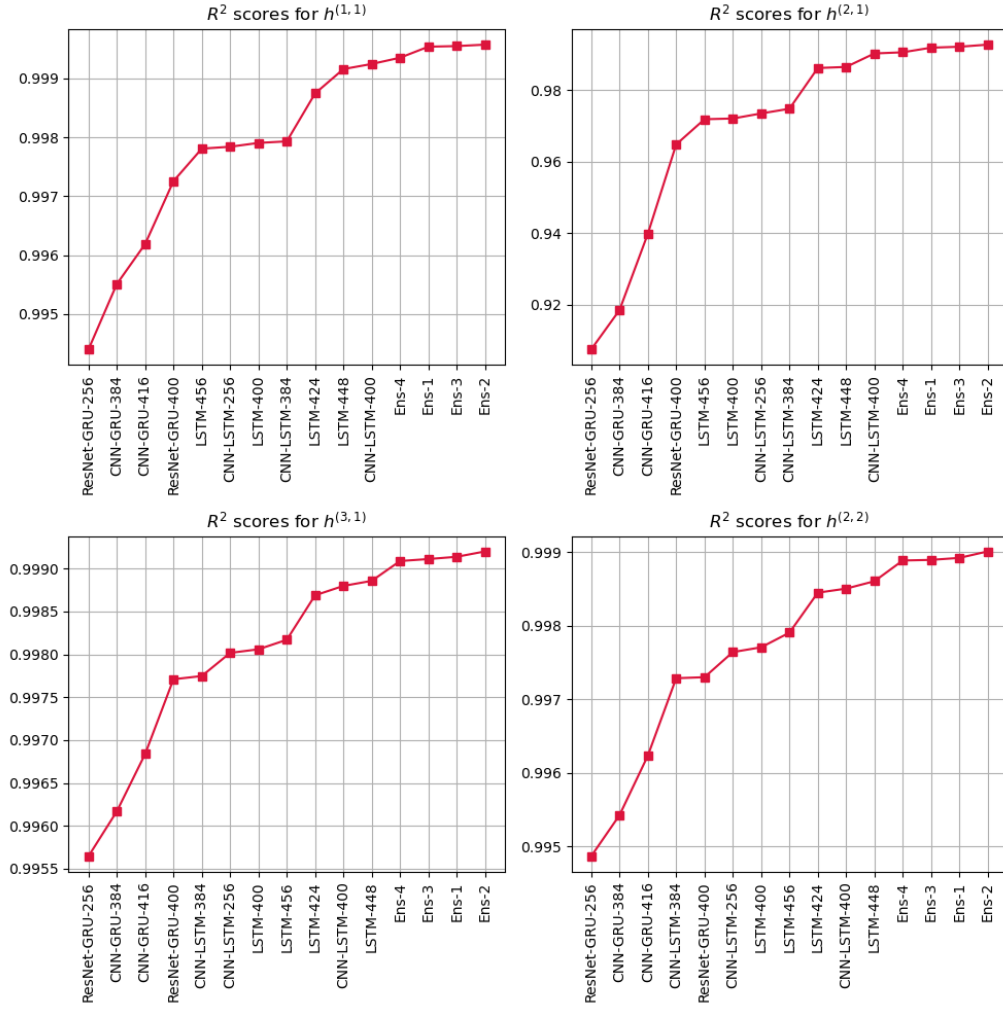 R² scores for h^(1,1)
0.999
0.998
0.997
0.996
0.995
ResNet-GRU-256
CNN-GRU-384
CNN-GRU-416
ResNet-GRU-400
LSTM-456
CNN-LSTM-256
LSTM-400
CNN-LSTM-384
LSTM-424
LSTM-448
CNN-LSTM-400
Ens-4
Ens-1
Ens-3
Ens-2
R² scores for h^(2,1)
0.98
0.96
0.94
0.92
ResNet-GRU-256
CNN-GRU-384
CNN-GRU-416
ResNet-GRU-400
LSTM-456
LSTM-400
CNN-LSTM-256
CNN-LSTM-384
LSTM-424
LSTM-448
CNN-LSTM-400
Ens-4
Ens-1
Ens-3
Ens-2
R² scores for h^(3,1)
0.9990
0.9985
0.9980
0.9975
0.9970
0.9965
0.9960
0.9955
ResNet-GRU-256
CNN-GRU-384
CNN-GRU-416
ResNet-GRU-400
CNN-LSTM-384
CNN-LSTM-256
LSTM-400
LSTM-456
LSTM-424
CNN-LSTM-400
LSTM-448
Ens-4
Ens-3
Ens-1
Ens-2
R² scores for h^(2,2)
0.999
0.998
0.997
0.996
0.995
ResNet-GRU-256
CNN-GRU-384
CNN-GRU-416
CNN-LSTM-384
ResNet-GRU-400
CNN-LSTM-256
LSTM-400
LSTM-456
LSTM-424
CNN-LSTM-400
LSTM-448
Ens-4
Ens-3
Ens-1
Ens-2